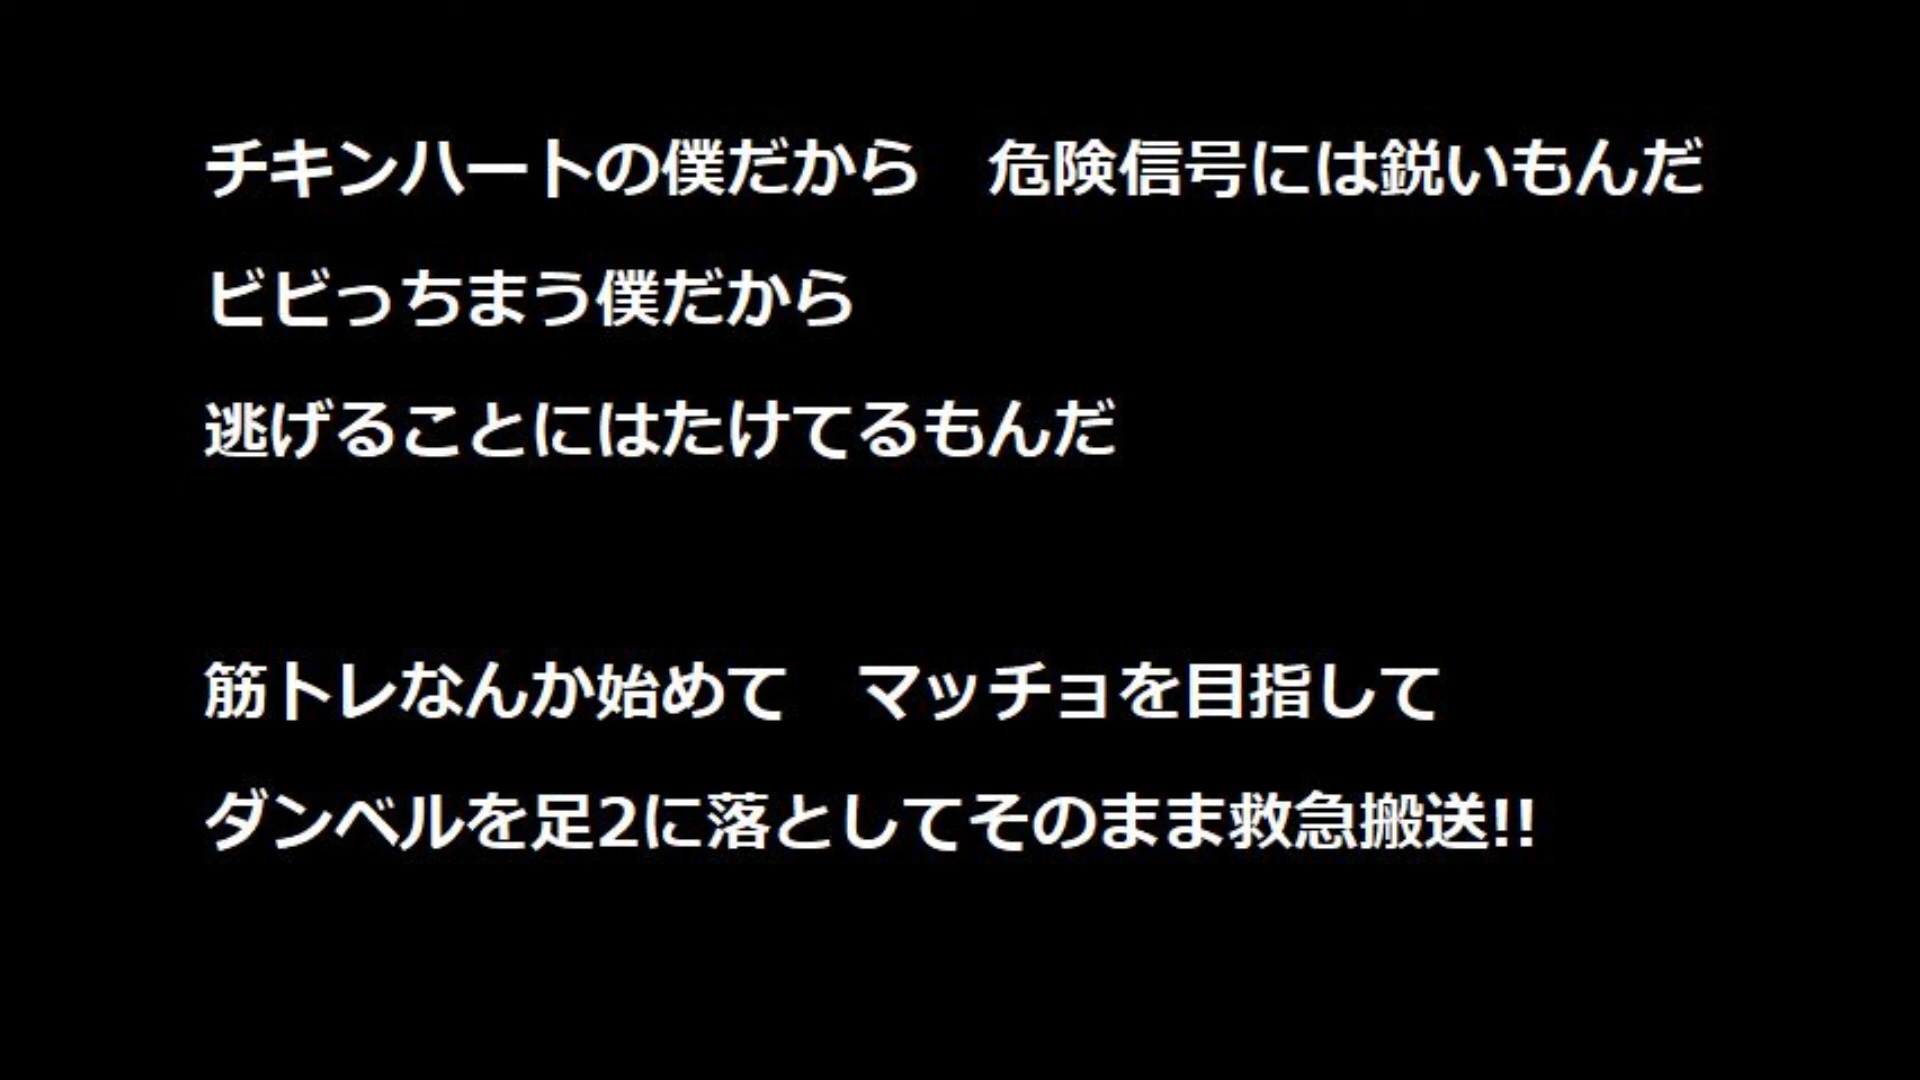 チキンハートの僕だから　危険信号には鋭いもんだ
ビビっちまう僕だから
逃げることにはたけてるもんだ
筋トレなんか始めて　マッチョを目指して
ダンベルを足2に落としてそのまま救急搬送!!